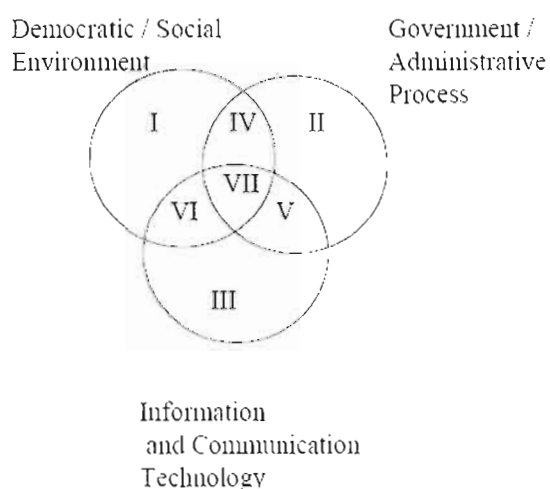 Democratic / Social
Environment
Government /
Administrative
Process
I
IV
II
VII
VI
V
III
Information
and Communication
Technology